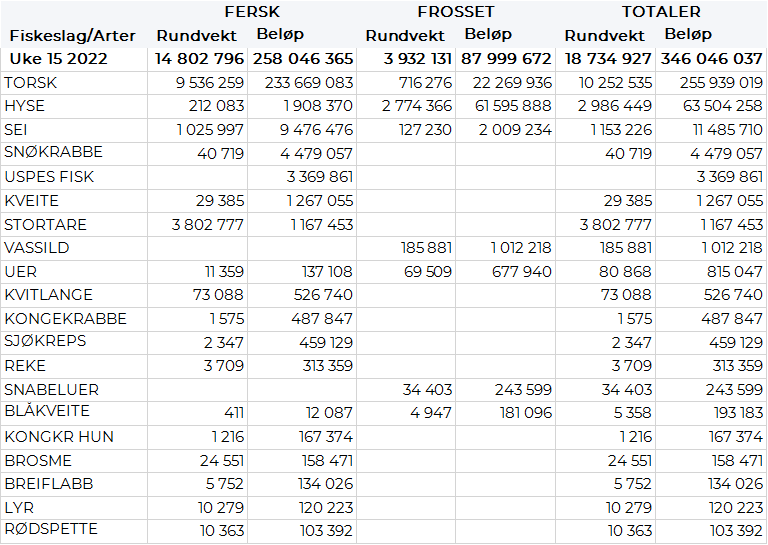 FERSK FROSSET TOTALER
Fiskeslag/Arter Rundvekt Beløp Rundvekt Beløp Rundvekt Beløp
Uke 15 2022 14 802 796 258 046 365 3 932 131 87 999 672 18 734 927 346 046 037
TORSK 9 536 259 233 669 083 716 276 22 269 936 10 252 535 255 939 019
HYSE 212 083 1 908 370 2 774 366 61 595 888 2 986 449 63 504 258
SEI 1 025 997 9 476 476 127 230 2 009 234 1 153 226 11 485 710
SNØKRABBE 40 719 4 479 057 40 719 4 479 057
USPES FISK 3 369 861 3 369 861
KVEITE 29 385 1 267 055 29 385 1 267 055
STORTARE 3 802 777 1 167 453 3 802 777 1 167 453
VASSILD 185 881 1 012 218 185 881 1 012 218
UER 11 359 137 108 69 509 677 940 80 868 815 047
KVITLANGE 73 088 526 740 73 088 526 740
KONGEKRABBE 1 575 487 847 1 575 487 847
SJØKREPS 2 347 459 129 2 347 459 129
REKE 3 709 313 359 3 709 313 359
SNABELUER 34 403 243 599 34 403 243 599
BLÅKVEITE 411 12 087 4 947 181 096 5 358 193 183
KONGKR HUN 1 216 167 374 1 216 167 374
BROSME 24 551 158 471 24 551 158 471
BREIFLABB 5 752 134 026 5 752 134 026
LYR 10 279 120 223 10 279 120 223
RØDSPETTE 10 363 103 392 10 363 103 392